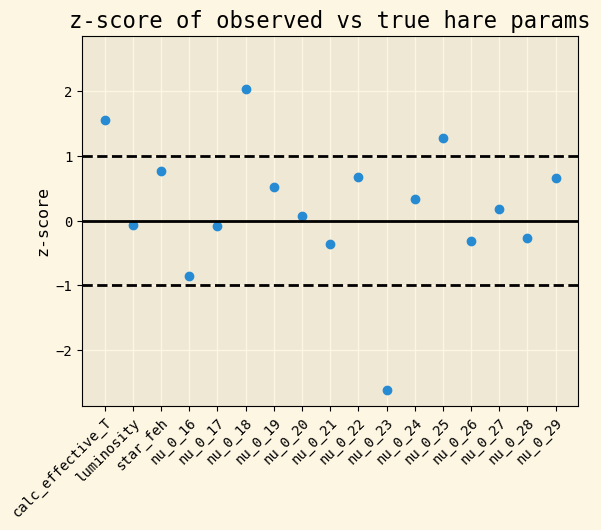 z-score of observed vs true hare params
z-score
2
1
0
−1
−2
calc_effective_T
luminosity
star_feh
nu_0_16
nu_0_17
nu_0_18
nu_0_19
nu_0_20
nu_0_21
nu_0_22
nu_0_23
nu_0_24
nu_0_25
nu_0_26
nu_0_27
nu_0_28
nu_0_29